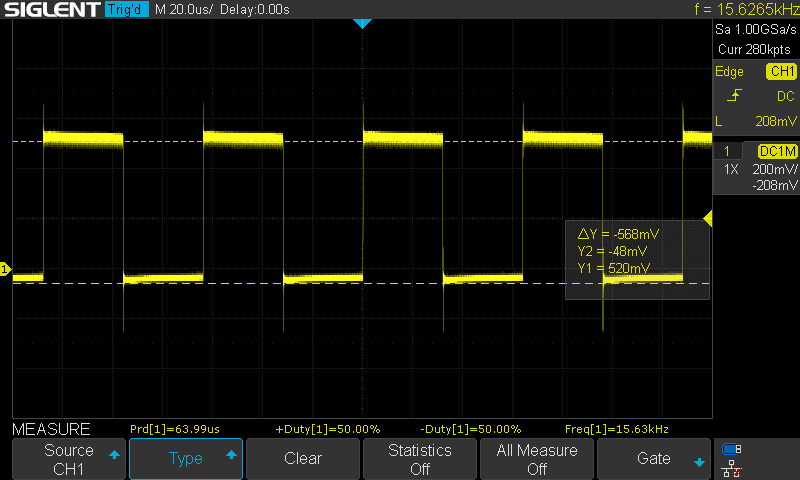 SIGLENT Trig'd M 20.0us/ Delay:0.00s f = 15.6265kHz
Sa 1.00GSa/s
Curr 280kpts
Edge CH1
DC
L 208mV
1 DC1M
1X 200mV/
-208mV
△Y = -568mV
Y2 = -48mV
Y1 = 520mV
1
MEASURE Prd[1]=63.99us +Duty[1]=50.00% -Duty[1]=50.00% Freq[1]=15.63kHz
Source CH1
Type
Clear
Statistics Off
All Measure Off
Gate